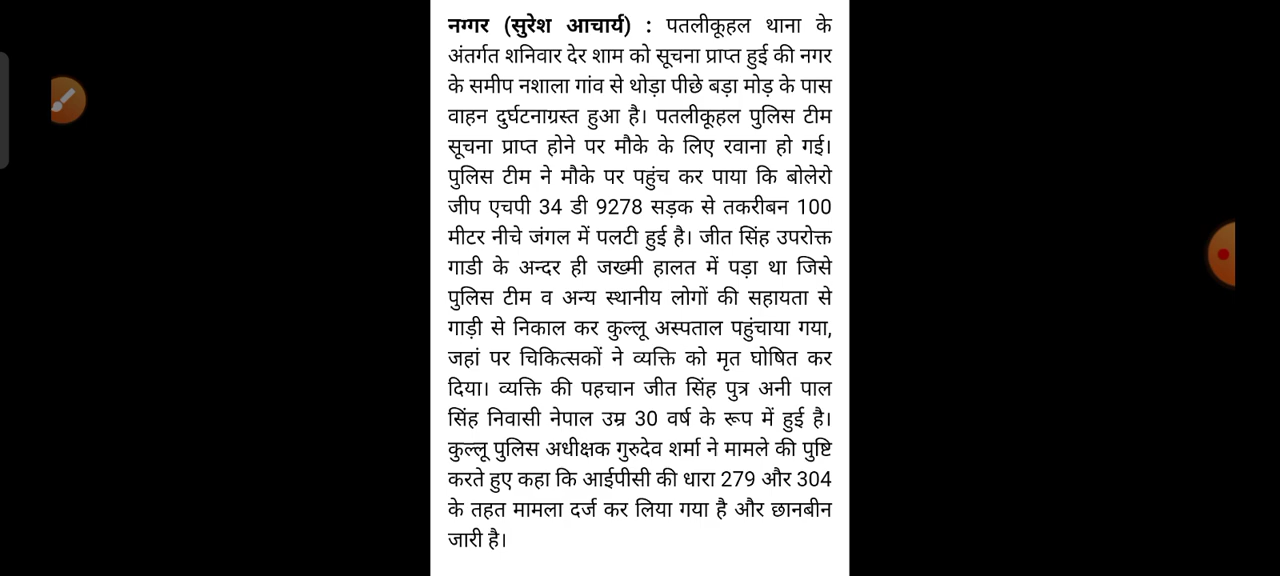 नग्गर (सुरेश आचार्य) : पतलीकूहल थाना के
अंतर्गत शनिवार देर शाम को सूचना प्राप्त हुई की नगर
के समीप नशाला गांव से थोड़ा पीछे बड़ा मोड़ के पास
वाहन दुर्घटनाग्रस्त हुआ है। पतलीकूहल पुलिस टीम
सूचना प्राप्त होने पर मौके के लिए रवाना हो गई।
पुलिस टीम ने मौके पर पहुंच कर पाया कि बोलेरो
जीप एचपी 34 डी 9278 सड़क से तकरीबन 100
मीटर नीचे जंगल में पलटी हुई है। जीत सिंह उपरोक्त
गाडी के अन्दर ही जख्मी हालत में पड़ा था जिसे
पुलिस टीम व अन्य स्थानीय लोगों की सहायता से
गाड़ी से निकाल कर कुल्लू अस्पताल पहुंचाया गया,
जहां पर चिकित्सकों ने व्यक्ति को मृत घोषित कर
दिया। व्यक्ति की पहचान जीत सिंह पुत्र अनी पाल
सिंह निवासी नेपाल उम्र 30 वर्ष के रूप में हुई है।
कुल्लू पुलिस अधीक्षक गुरुदेव शर्मा ने मामले की पुष्टि
करते हुए कहा कि आईपीसी की धारा 279 और 304
के तहत मामला दर्ज कर लिया गया है और छानबीन
जारी है।